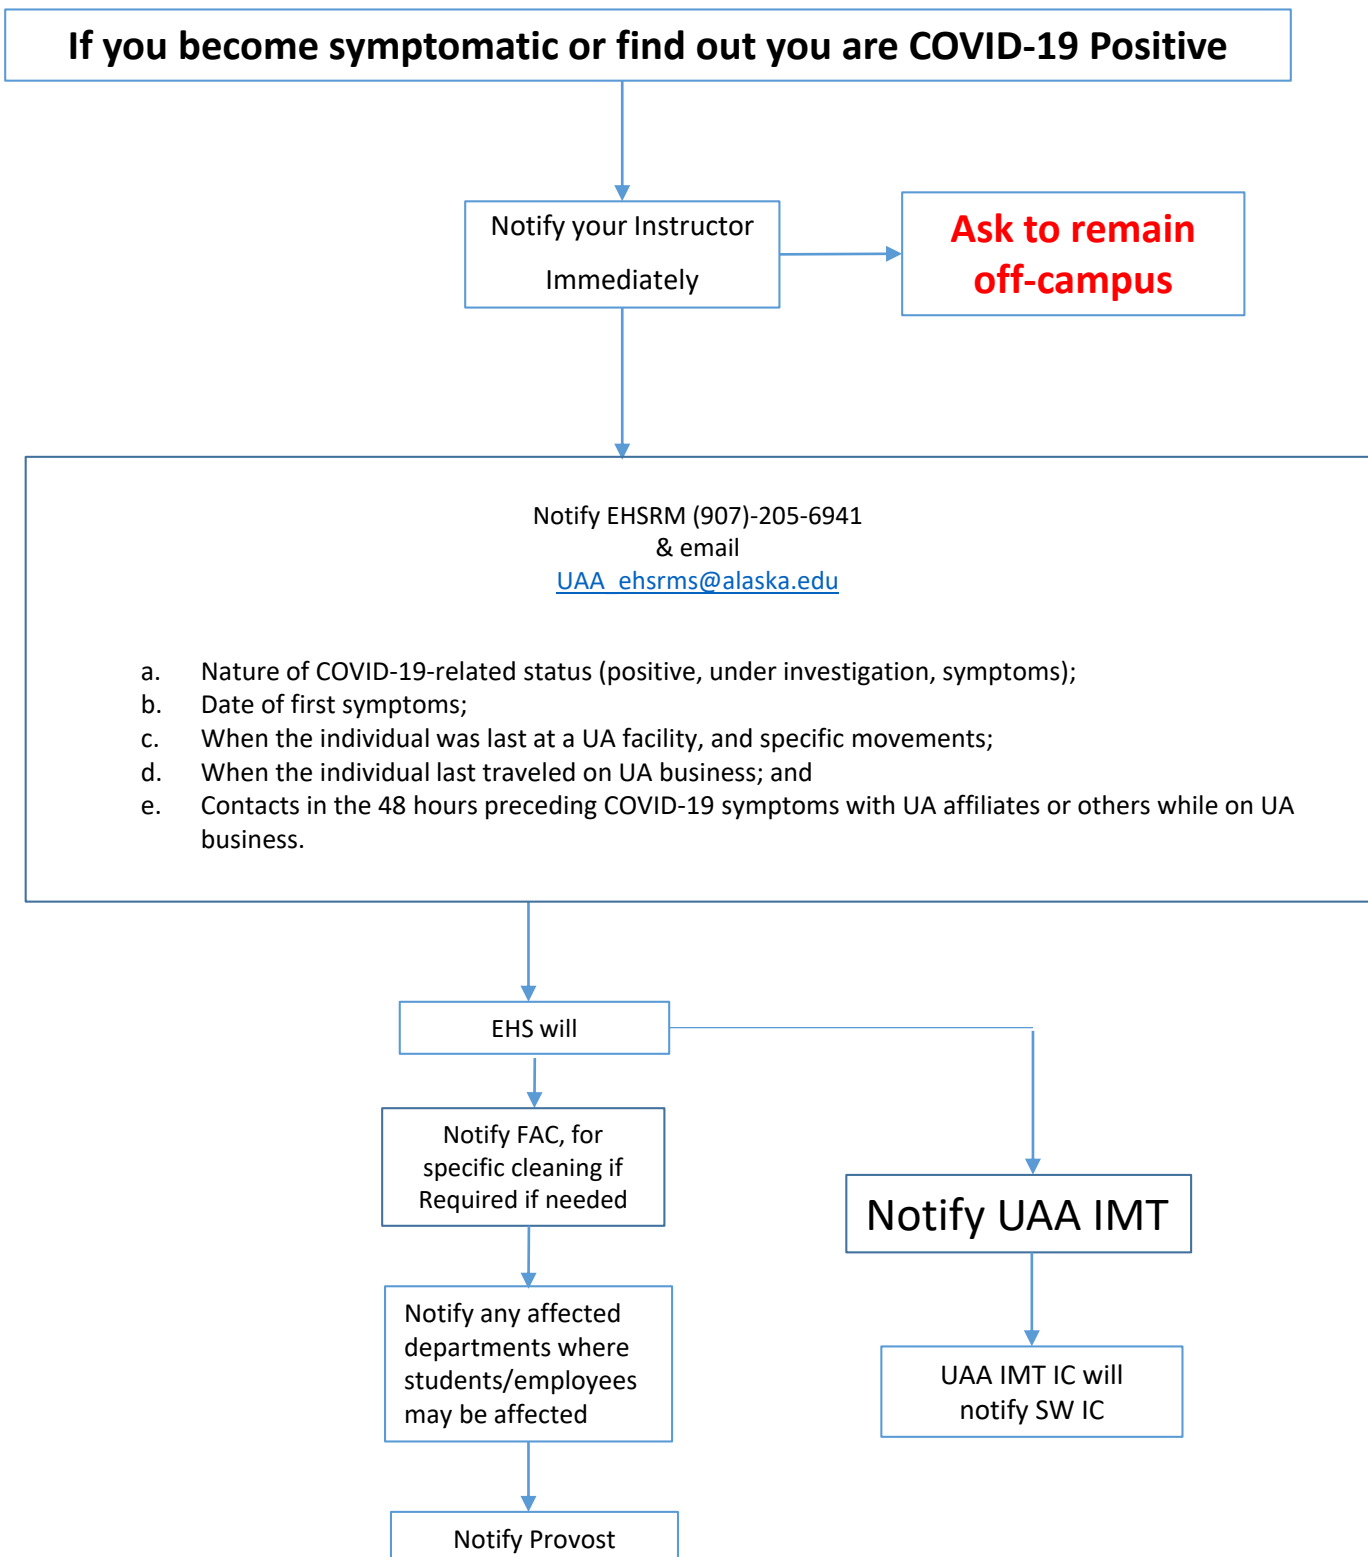 If you become symptomatic or find out you are COVID-19 Positive
Notify your Instructor
Immediately
Ask to remain
off-campus
Notify EHSRM (907)-205-6941
& email
UAA_ehsrms@alaska.edu
a. Nature of COVID-19-related status (positive, under investigation, symptoms);
b. Date of first symptoms;
c. When the individual was last at a UA facility, and specific movements;
d. When the individual last traveled on UA business; and
e. Contacts in the 48 hours preceding COVID-19 symptoms with UA affiliates or others while on UA
business.
EHS will
Notify FAC, for
specific cleaning if
Required if needed
Notify UAA IMT
Notify any affected
departments where
students/employees
may be affected
UAA IMT IC will
notify SW IC
Notify Provost